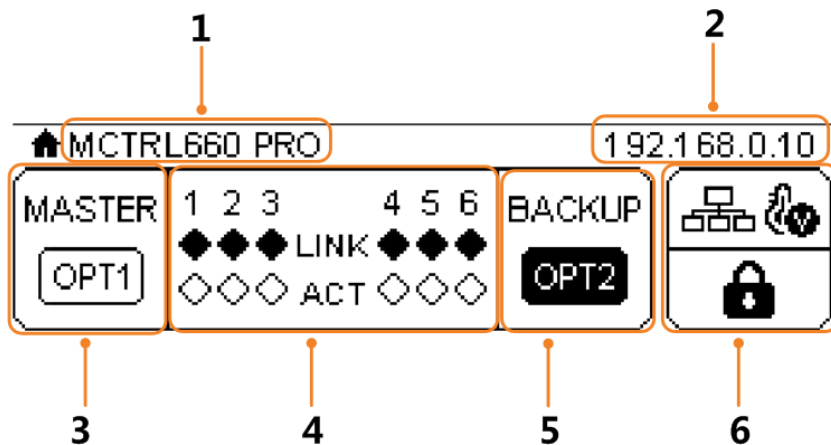 1 2
MCTRL660 PRO 192.168.0.10
MASTER 1 2 3 4 5 6 BACKUP
OPT1 LINK OPT2
ACT
3 4 5 6